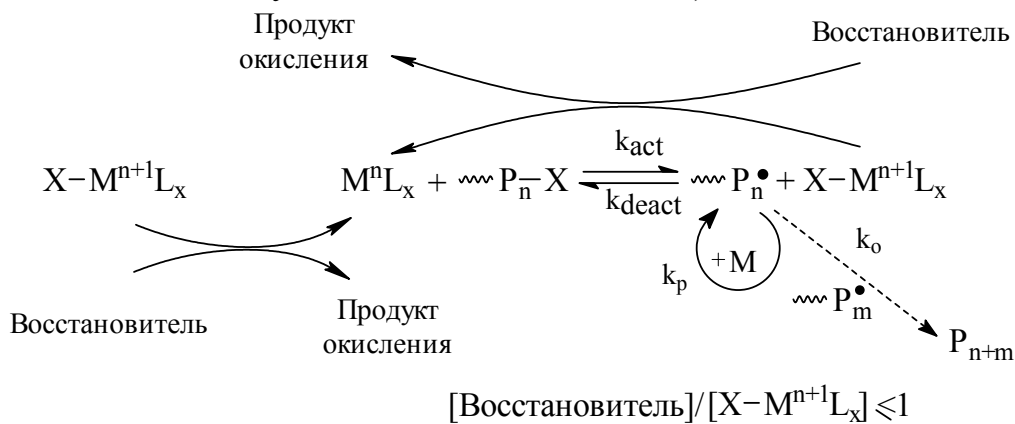 Продукт
окисления
Восстановитель
k_act
X−M^{n+1}L_x
M^nL_x + P_n−X
P_n^• + X−M^{n+1}L_x
k_deact
k_o
+M
k_p
P_m^•
Восстановитель
Продукт
окисления
P_{n+m}
[Восстановитель]/[X−M^{n+1}L_x] ⩽1